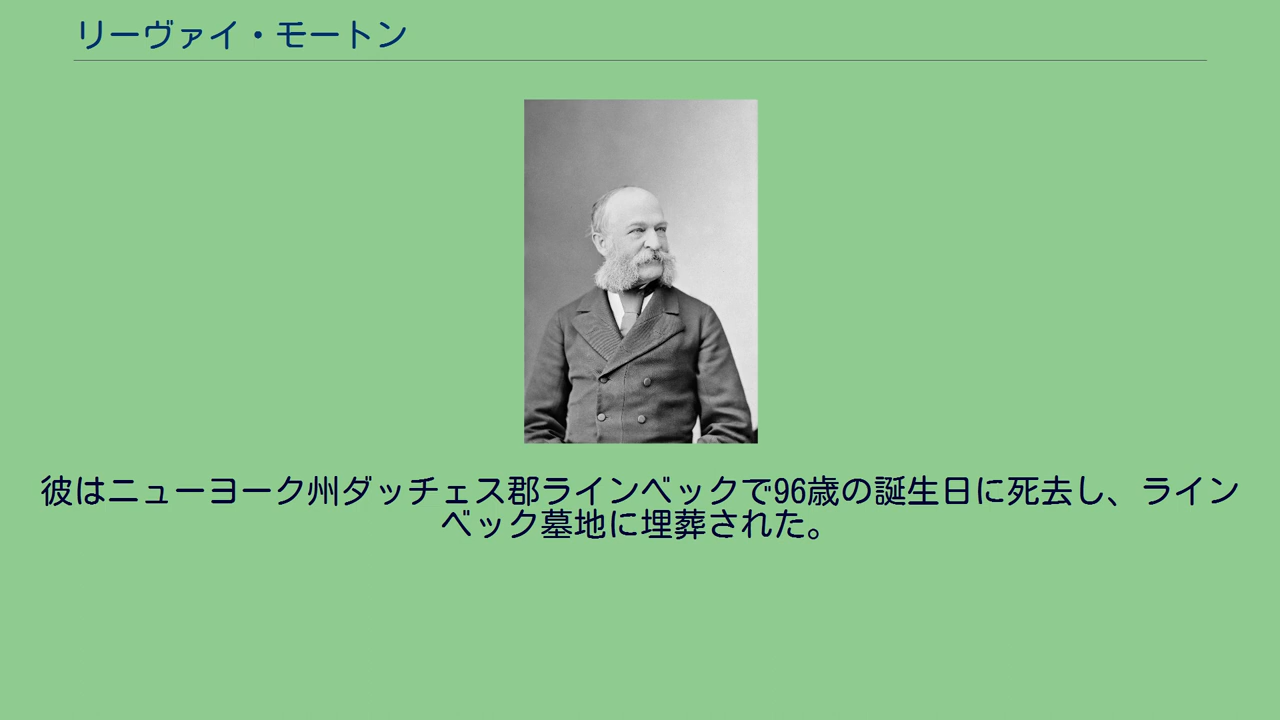 リーヴァイ・モートン
彼はニューヨーク州ダッチェス郡ラインベックで96歳の誕生日に死去し、ライン
ベック墓地に埋葬された。